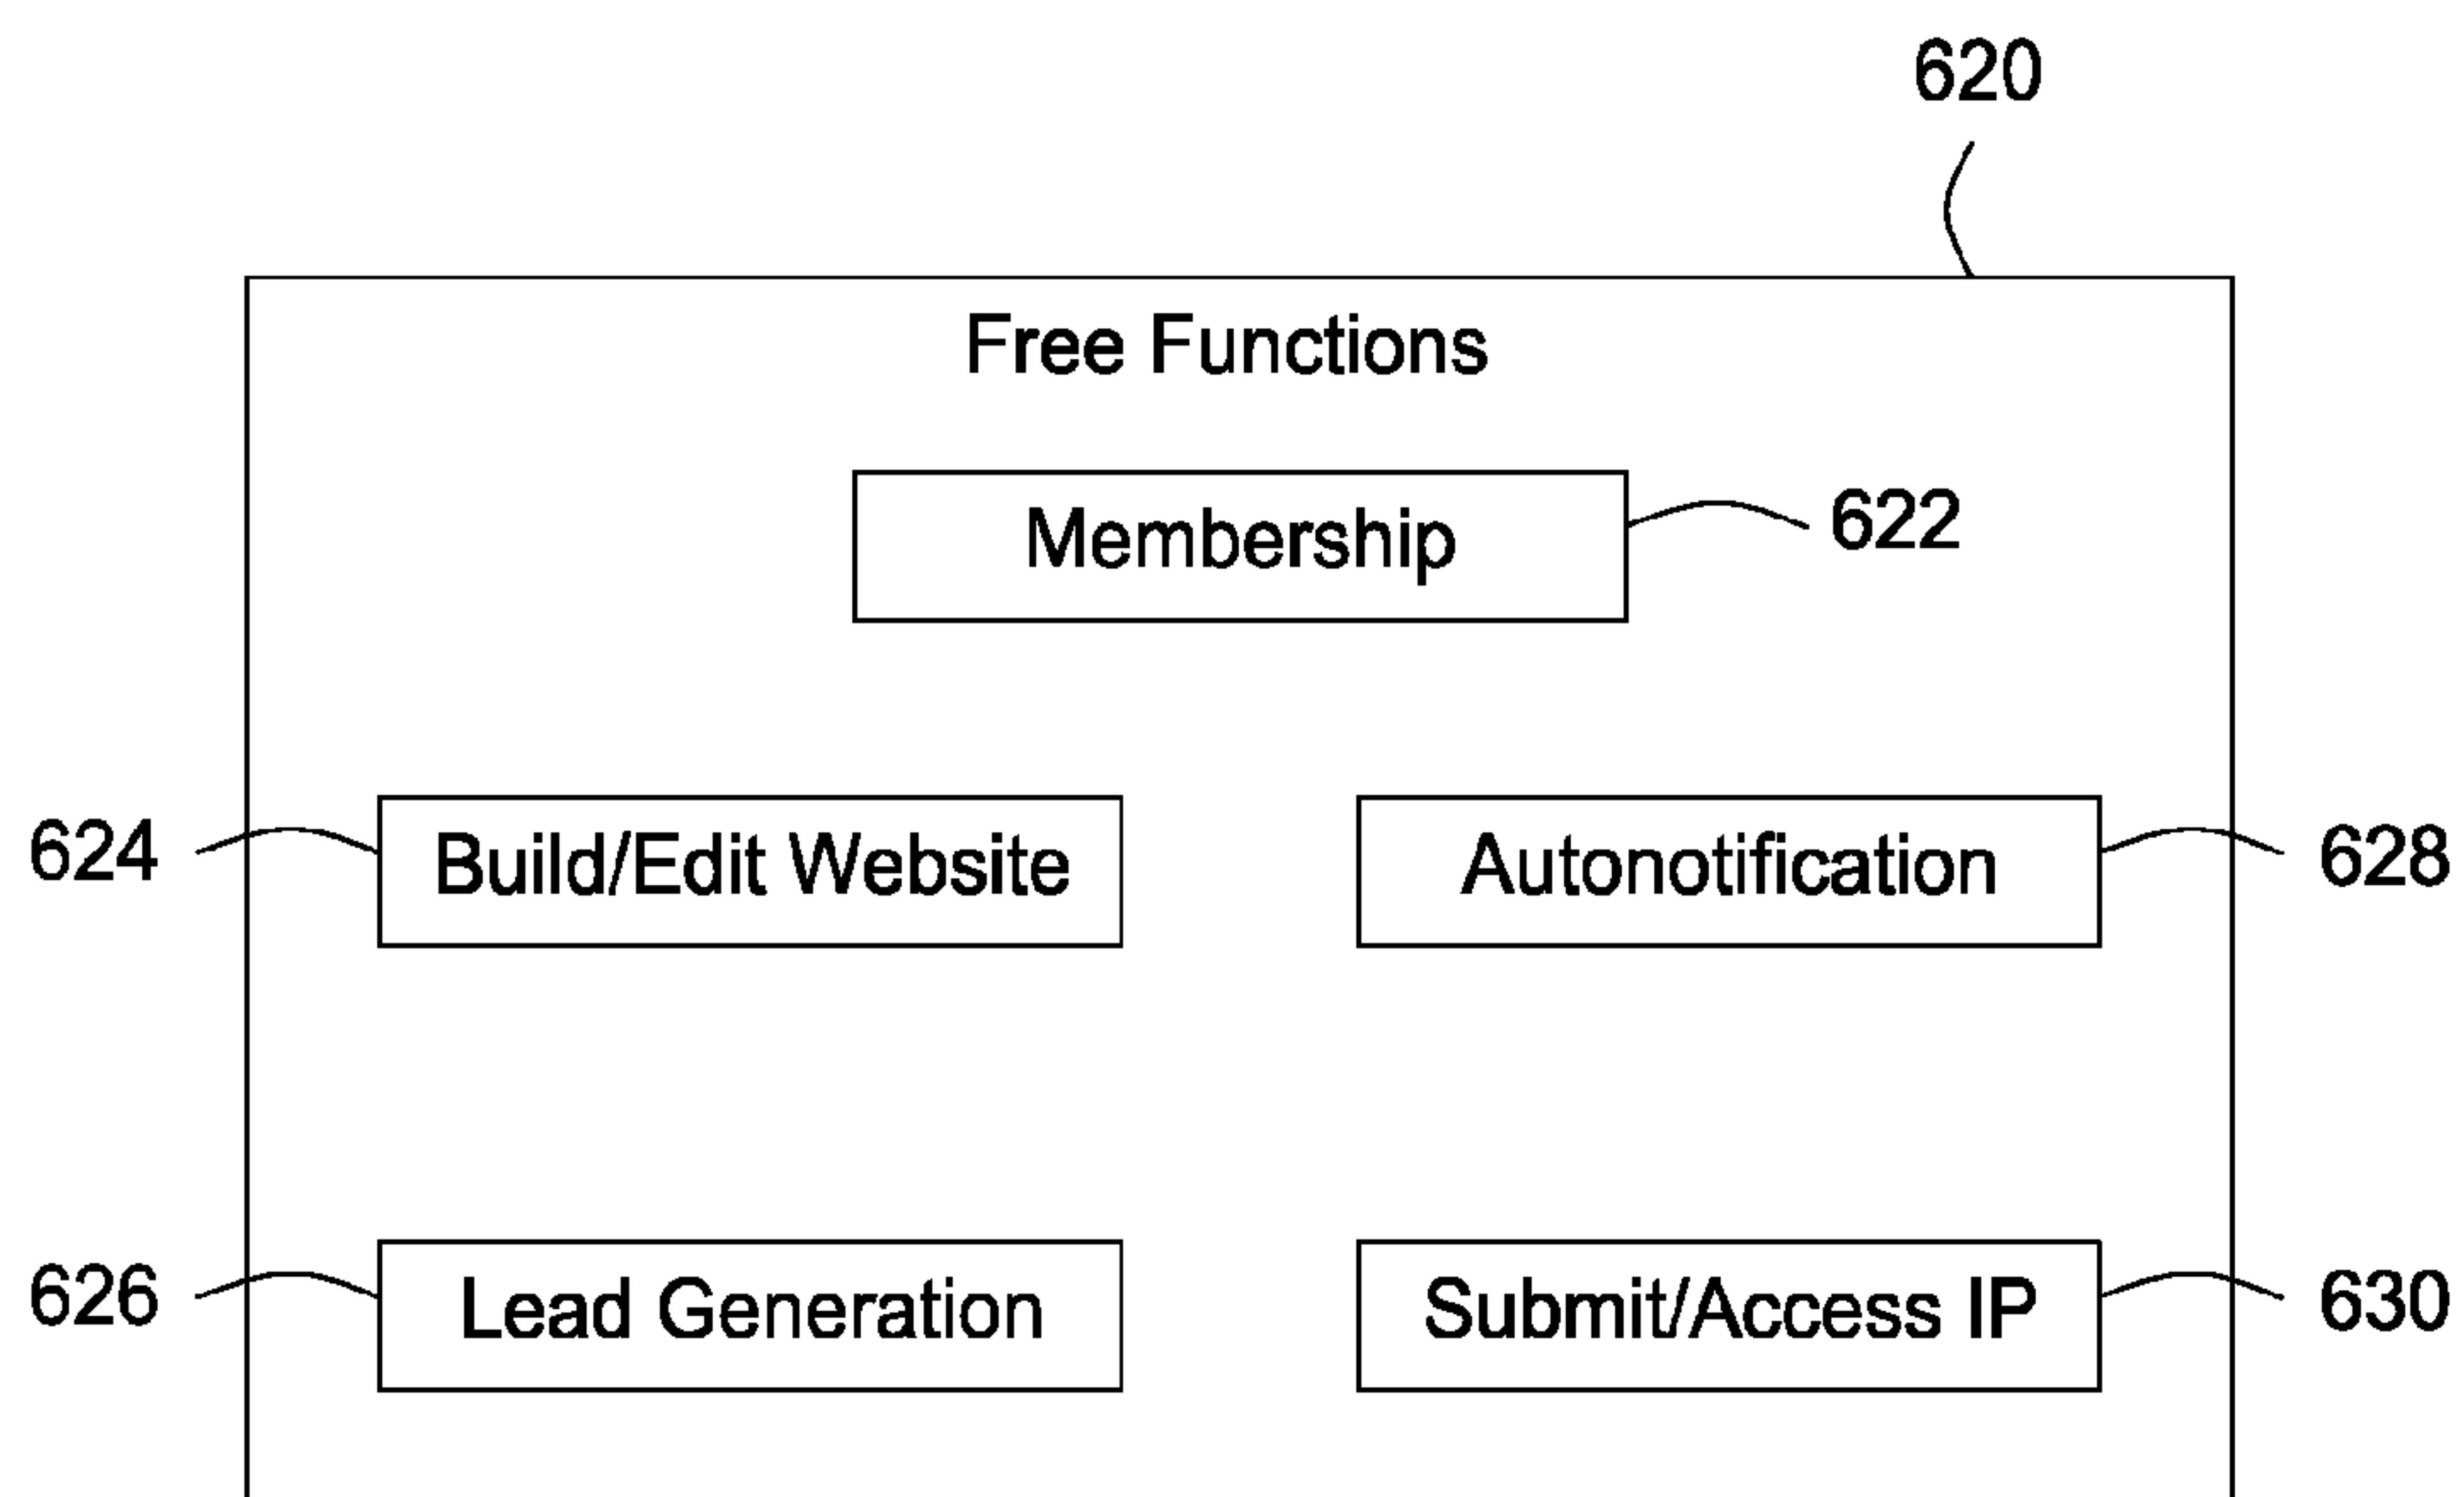 620
Free Functions
Membership 622
624 Build/Edit Website Autonotification 628
626 Lead Generation Submit/Access IP 630